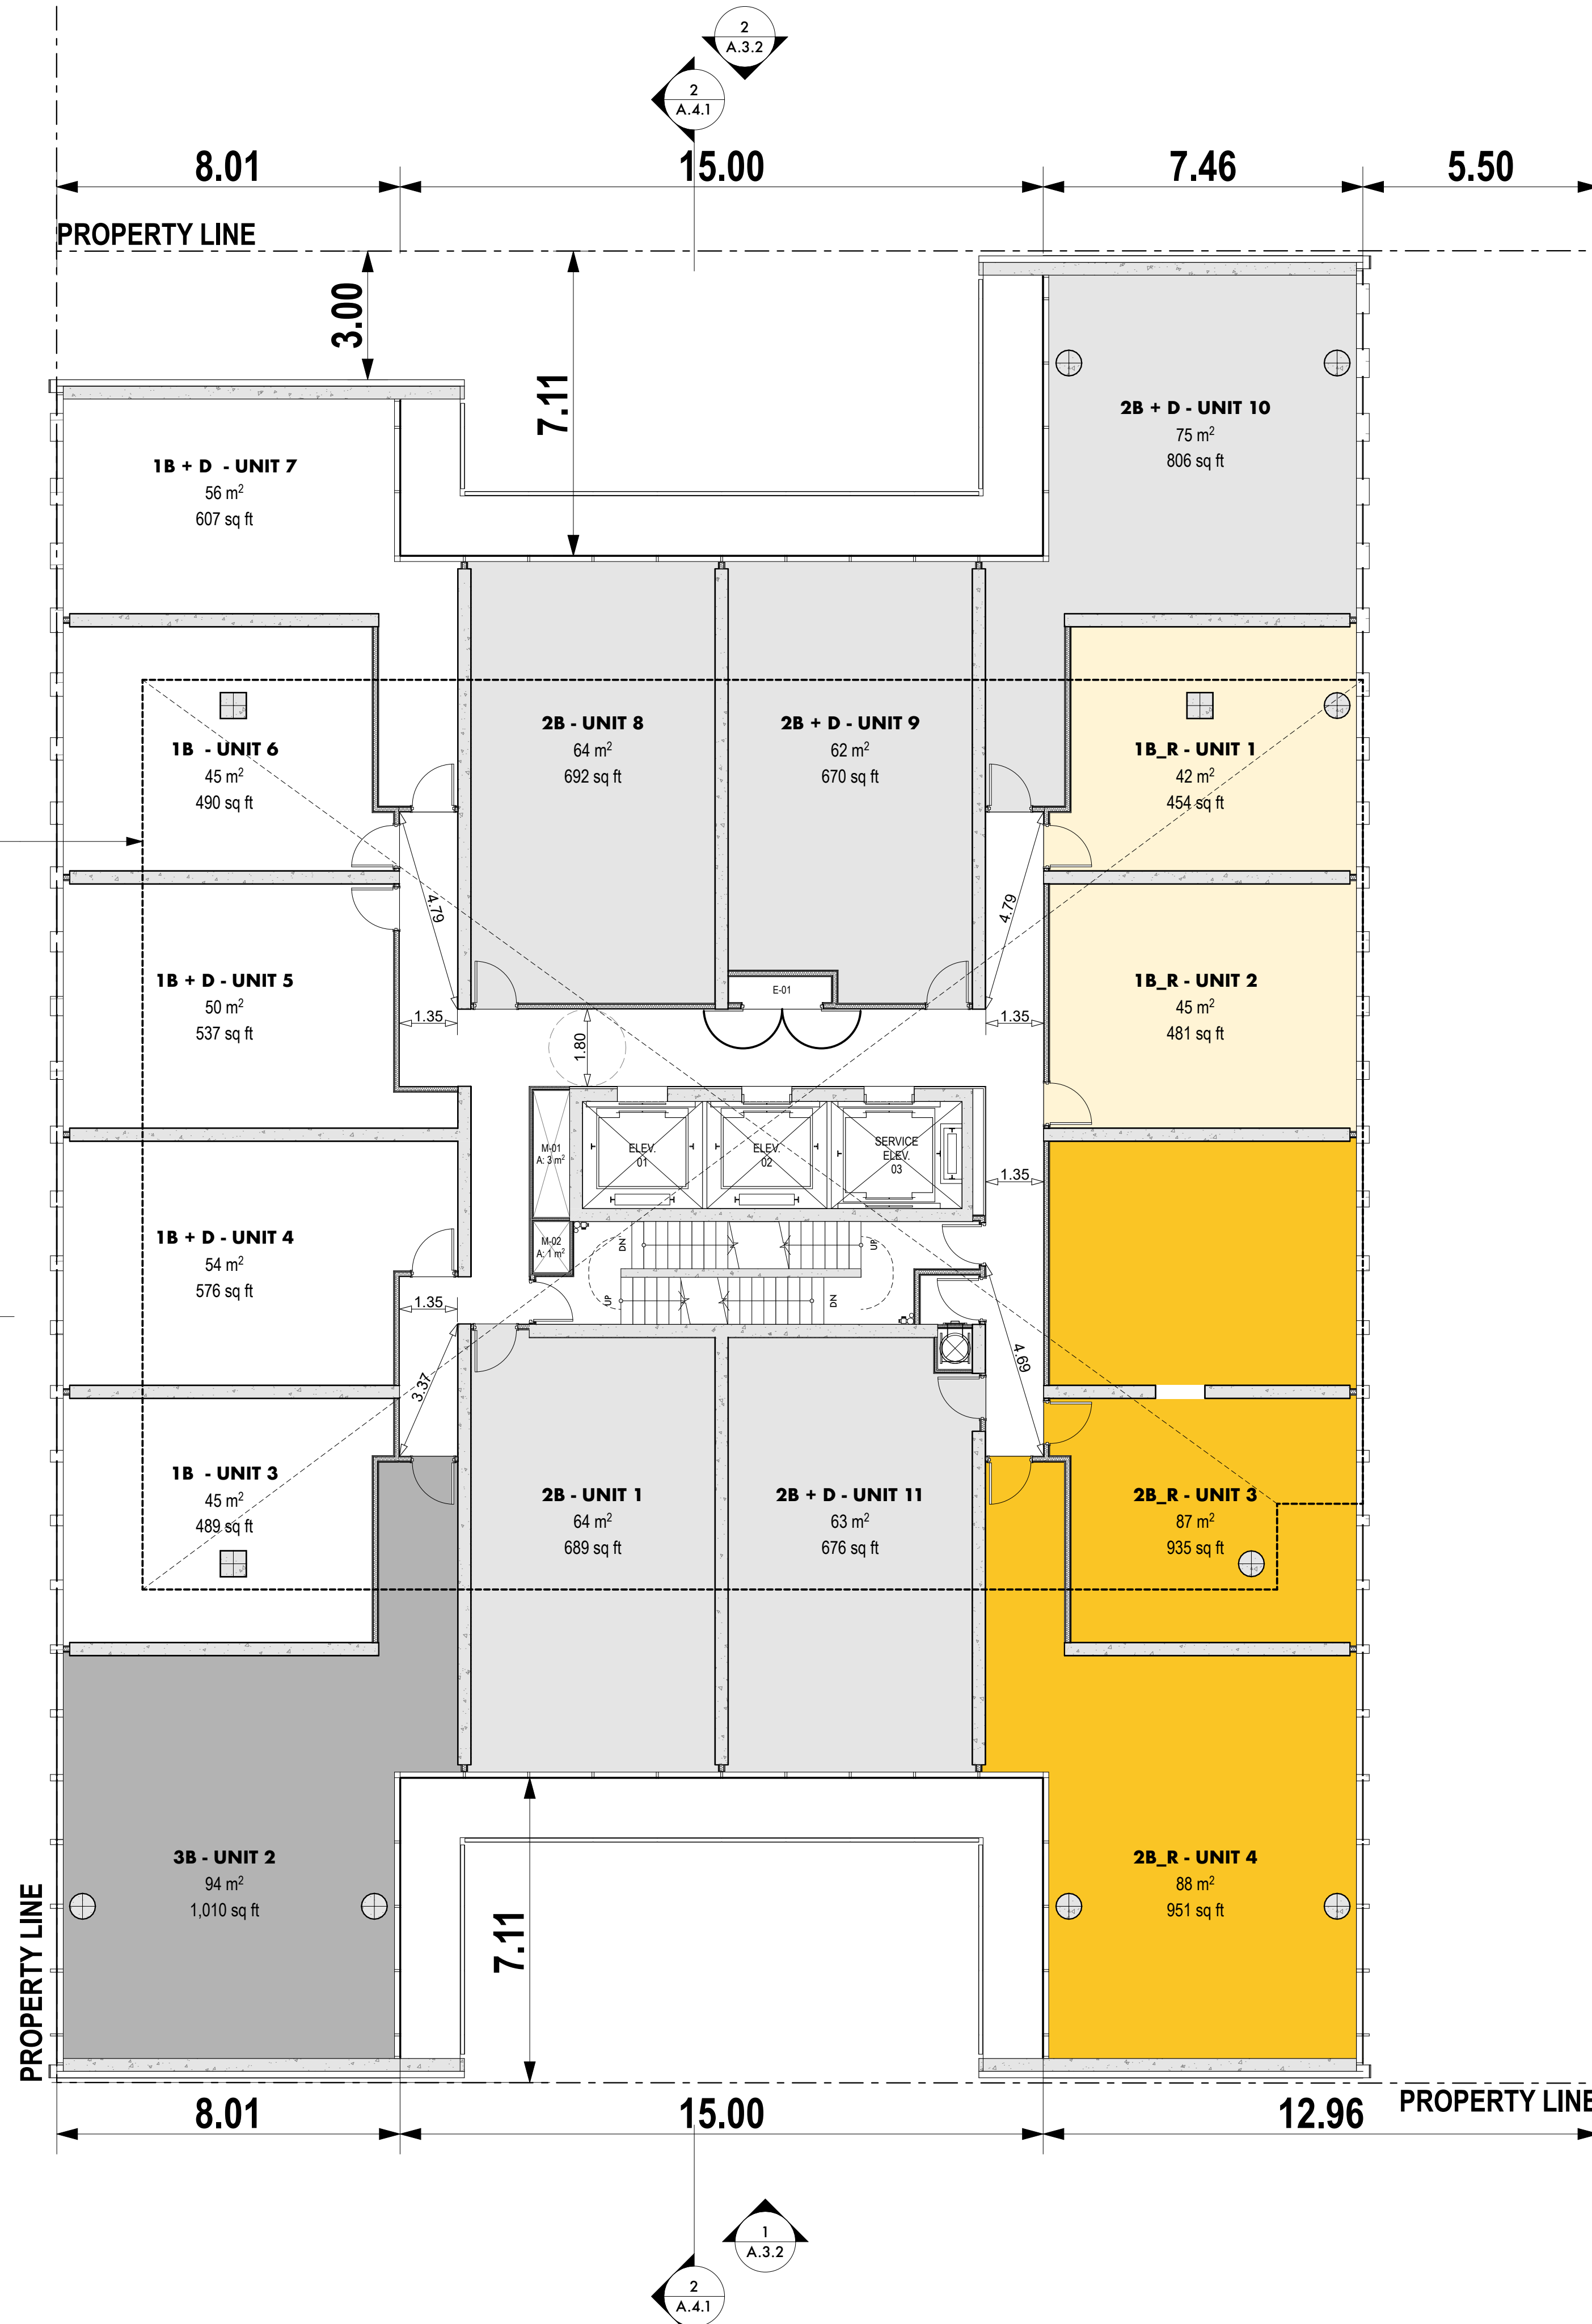 2
A.3.2
2
A.4.1
8.01
15.00
7.46
5.50
PROPERTY LINE
3.00
7.11
2B + D - UNIT 10
75 m²
806 sq ft
1B + D - UNIT 7
56 m²
607 sq ft
1B - UNIT 6
45 m²
490 sq ft
2B - UNIT 8
64 m²
692 sq ft
2B + D - UNIT 9
62 m²
670 sq ft
1B_R - UNIT 1
42 m²
454 sq ft
4.79
4.79
1B + D - UNIT 5
50 m²
537 sq ft
E-01
1B_R - UNIT 2
45 m²
481 sq ft
1.35
1.80
1.35
M-01
A: 3 m²
ELEV.
01
ELEV.
02
SERVICE
ELEV.
03
1.35
1B + D - UNIT 4
54 m²
576 sq ft
M-02
A: 1 m²
DN
UP
UP
DN
1.35
3.37
4.69
1B - UNIT 3
45 m²
489 sq ft
2B - UNIT 1
64 m²
689 sq ft
2B + D - UNIT 11
63 m²
676 sq ft
2B_R - UNIT 3
87 m²
935 sq ft
3B - UNIT 2
94 m²
1,010 sq ft
2B_R - UNIT 4
88 m²
951 sq ft
7.11
PROPERTY LINE
8.01
15.00
12.96
PROPERTY LINE
1
A.3.2
2
A.4.1